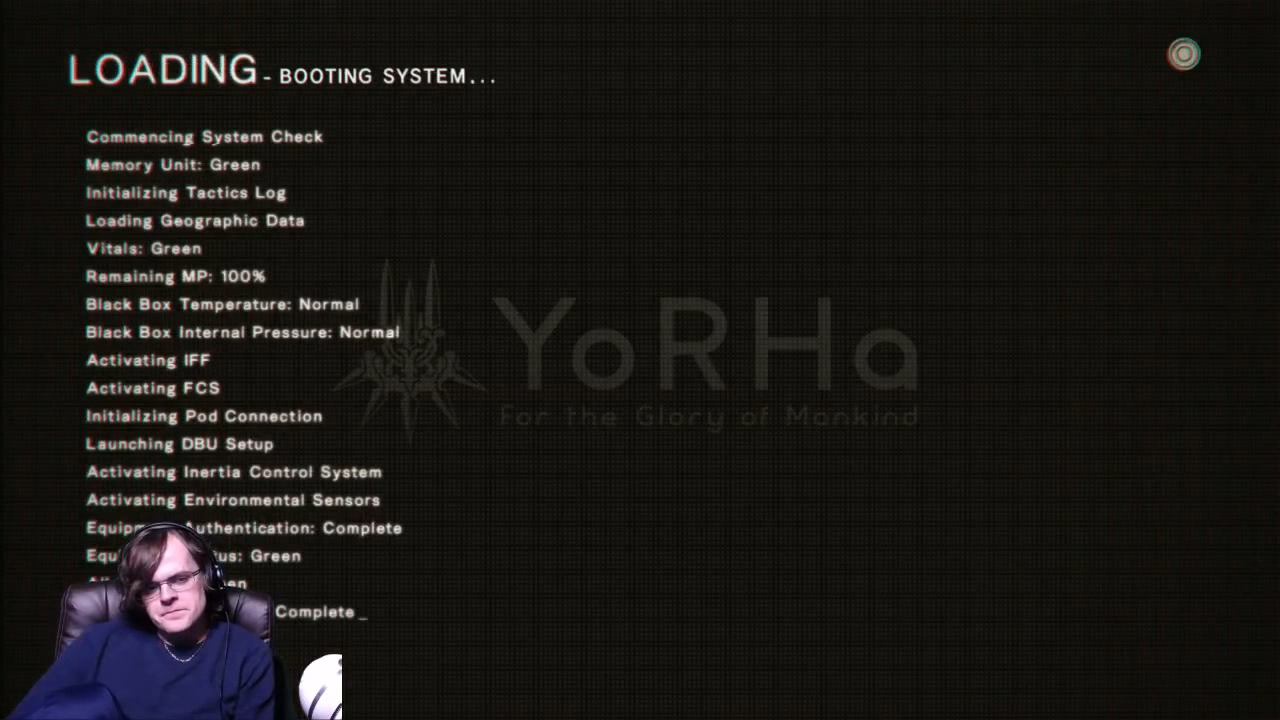 LOADING - BOOTING SYSTEM...
Commencing System Check
Memory Unit: Green
Initializing Tactics Log
Loading Geographic Data
Vitals: Green
Remaining MP: 100%
Black Box Temperature: Normal
Black Box Internal Pressure: Normal
Activating IFF
Activating FCS
Initializing Pod Connection
Launching DBU Setup
Activating Inertia Control System
Activating Environmental Sensors
Authentication: Complete
Green
Complete _
YoRHa
For the Glory of Mankind